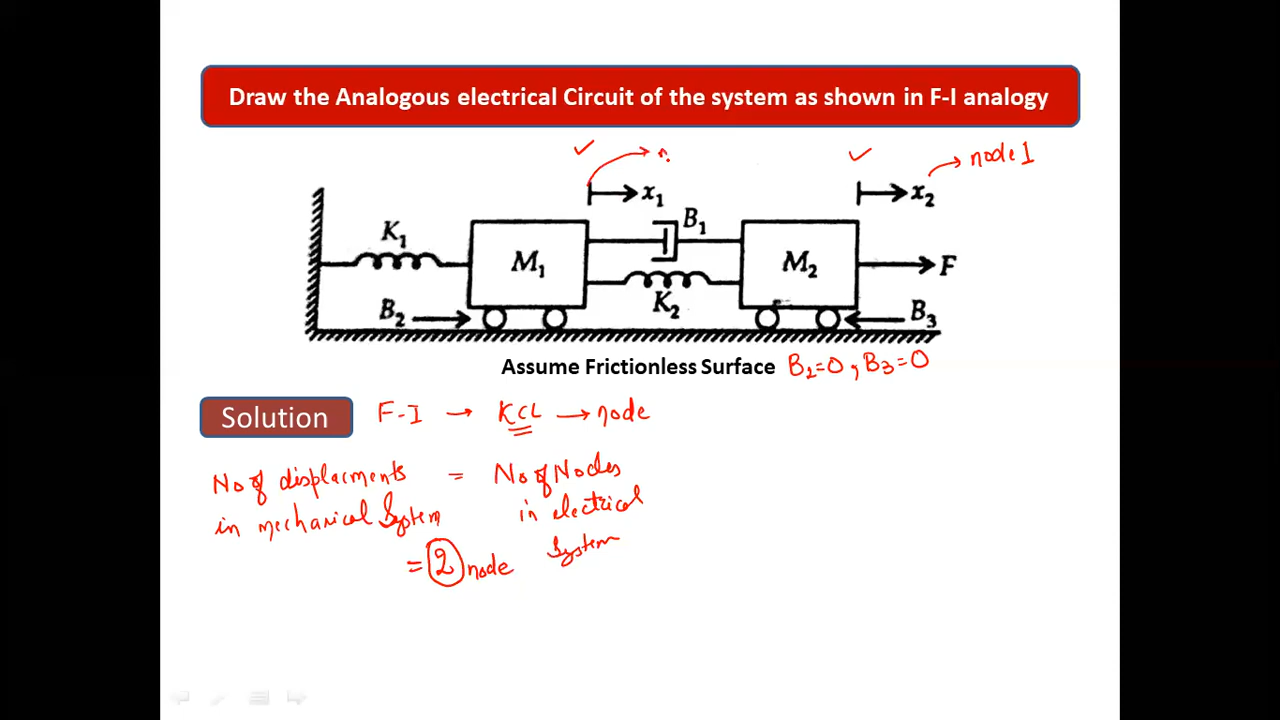 Draw the Analogous electrical Circuit of the system as shown in F-I analogy
node 1
x₁
x₂
K₁
B₁
M₁
M₂
F
K₂
B₂
B₃
Assume Frictionless Surface B₂=0, B₃=0
Solution F-I → KCL → node
No of displacments = No of Nodes
in mechanical System in electrical
System
= 2 node